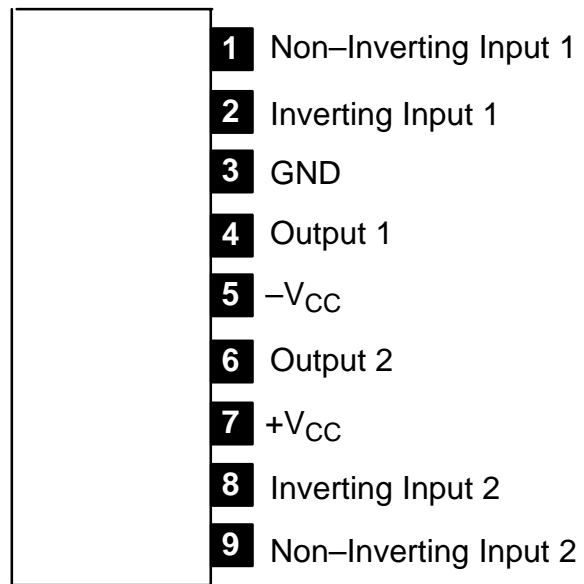 1 Non–Inverting Input 1
2 Inverting Input 1
3 GND
4 Output 1
5 –VCC
6 Output 2
7 +VCC
8 Inverting Input 2
9 Non–Inverting Input 2